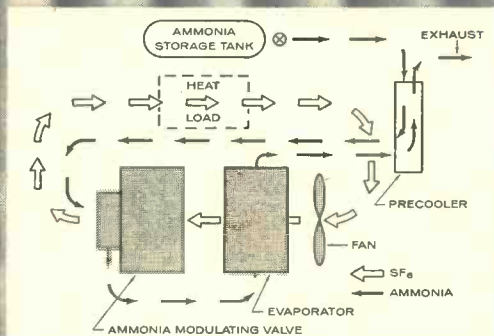 AMMONIA
STORAGE TANK
EXHAUST
HEAT
LOAD
PRECOOLER
FAN
SF₆
AMMONIA
EVAPORATOR
AMMONIA MODULATING VALVE